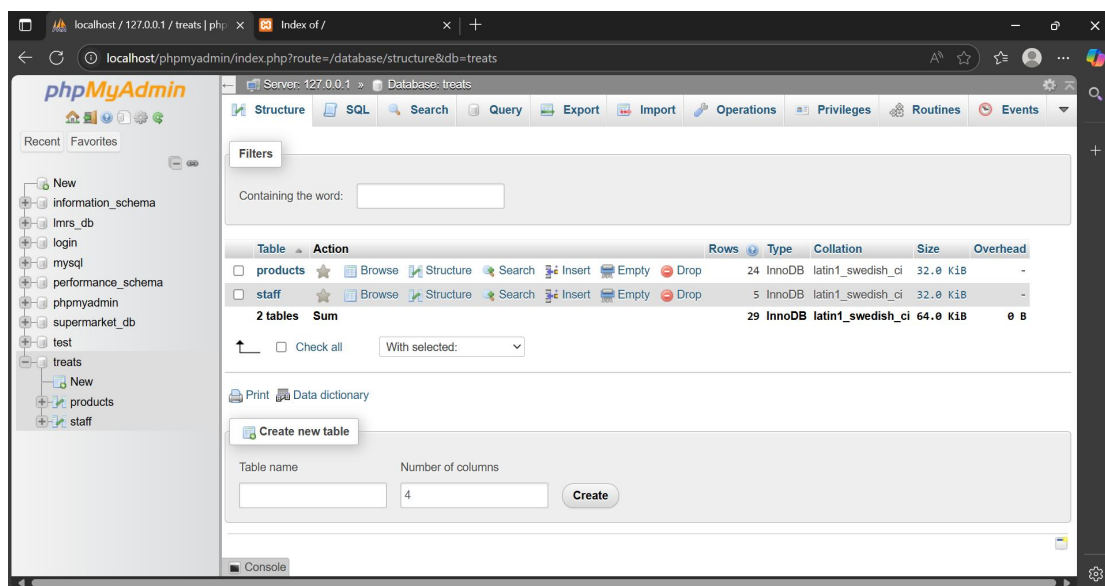 localhost / 127.0.0.1 / treats | php
Index of /
localhost/phpmyadmin/index.php?route=/database/structure&db=treats
phpMyAdmin
Recent Favorites
New
information_schema
lmrs_db
login
mysql
performance_schema
phpmyadmin
supermarket_db
test
treats
New
products
staff
Server: 127.0.0.1 » Database: treats
Structure SQL Search Query Export Import Operations Privileges Routines Events
Filters
Containing the word:
Table Action Rows Type Collation Size Overhead
products Browse Structure Search Insert Empty Drop 24 InnoDB latin1_swedish_ci 32.0 KiB -
staff Browse Structure Search Insert Empty Drop 5 InnoDB latin1_swedish_ci 32.0 KiB -
2 tables Sum 29 InnoDB latin1_swedish_ci 64.0 KiB 0 B
Check all With selected:
Print Data dictionary
Create new table
Table name Number of columns
4 Create
Console